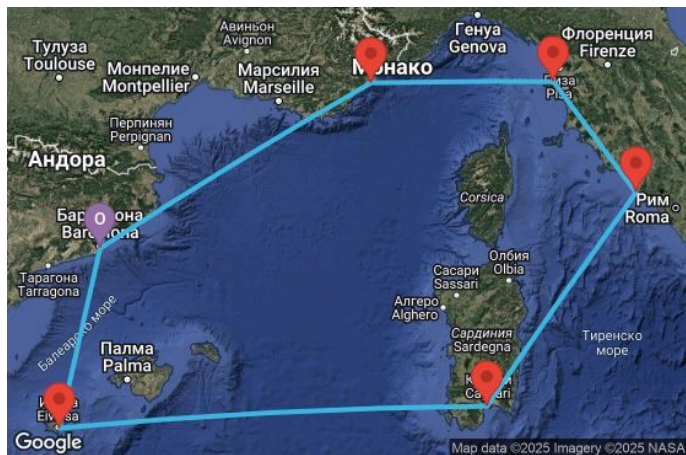 Авиньон
Avignon
Генуа
Genova
Флоренция
Firenze
Тулуза
Toulouse
Монпелие
Montpellier
Марсилия
Marseille
Монако
Перпинян
Perpignan
Андора
Corsica
Рим
Roma
O
Тарагона
Tarragona
Балеарско море
Палма
Palma
Сасари
Sassari
Олбия
Olbia
Алгеро
Alghero
Сардиния
Sardegna
Тиренско
море
Google
Map data ©2025 Imagery ©2025 NASA